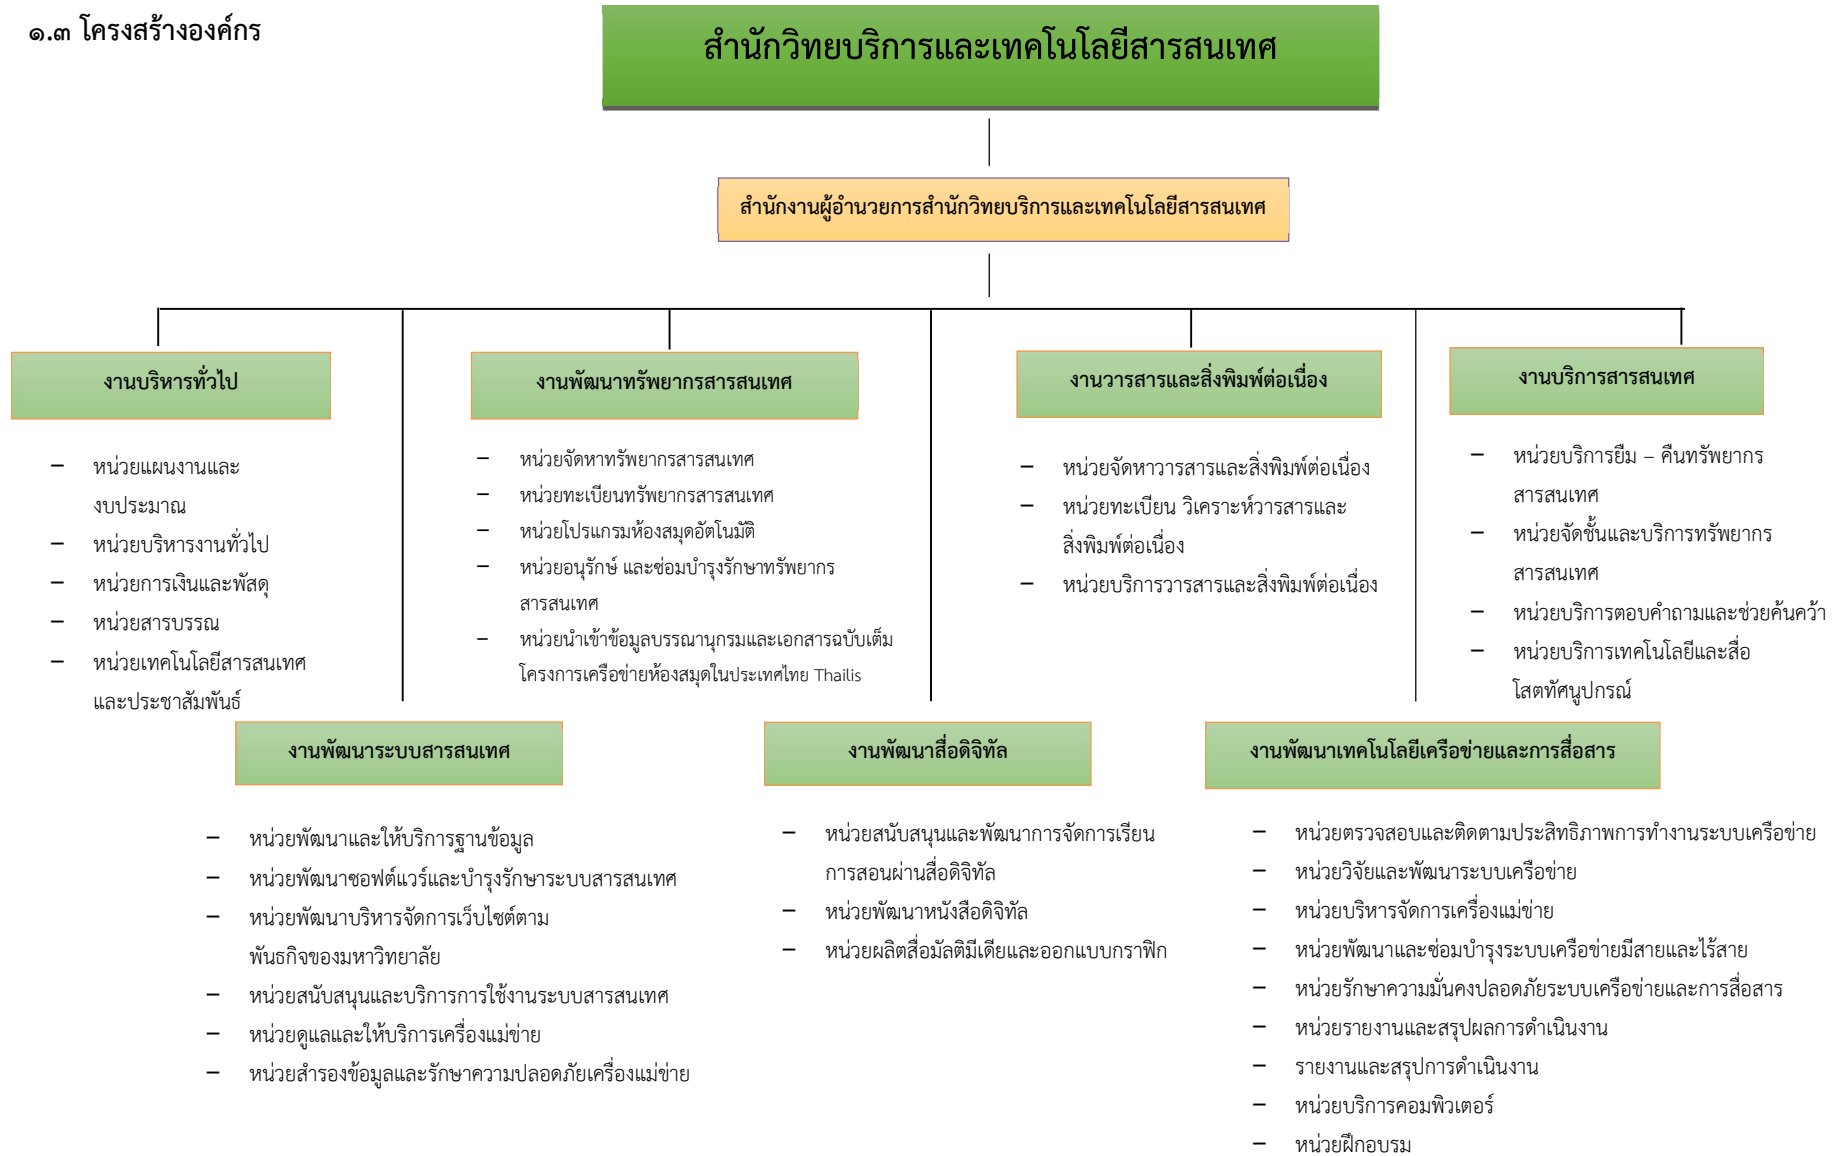 ๑.๓ โครงสร้างองค์กร
สำนักวิทยบริการและเทคโนโลยีสารสนเทศ
สำนักงานผู้อำนวยการสำนักวิทยบริการและเทคโนโลยีสารสนเทศ
งานบริหารทั่วไป
– หน่วยแผนงานและ
งบประมาณ
– หน่วยบริหารงานทั่วไป
– หน่วยการเงินและพัสดุ
– หน่วยสารบรรณ
– หน่วยเทคโนโลยีสารสนเทศ
และประชาสัมพันธ์
งานพัฒนาทรัพยากรสารสนเทศ
– หน่วยจัดหาทรัพยากรสารสนเทศ
– หน่วยทะเบียนทรัพยากรสารสนเทศ
– หน่วยโปรแกรมห้องสมุดอัตโนมัติ
– หน่วยอนุรักษ์ และซ่อมบำรุงรักษาทรัพยากร
สารสนเทศ
– หน่วยนำเข้าข้อมูลบรรณานุกรมและเอกสารฉบับเต็ม
โครงการเครือข่ายห้องสมุดในประเทศไทย Thailis
งานวารสารและสิ่งพิมพ์ต่อเนื่อง
– หน่วยจัดหาวารสารและสิ่งพิมพ์ต่อเนื่อง
– หน่วยทะเบียน วิเคราะห์วารสารและ
สิ่งพิมพ์ต่อเนื่อง
– หน่วยบริการวารสารและสิ่งพิมพ์ต่อเนื่อง
งานบริการสารสนเทศ
– หน่วยบริการยืม – คืนทรัพยากร
สารสนเทศ
– หน่วยจัดชั้นและบริการทรัพยากร
สารสนเทศ
– หน่วยบริการตอบคำถามและช่วยค้นคว้า
– หน่วยบริการเทคโนโลยีและสื่อ
โสตทัศนูปกรณ์
งานพัฒนาระบบสารสนเทศ
– หน่วยพัฒนาและให้บริการฐานข้อมูล
– หน่วยพัฒนาซอฟต์แวร์และบำรุงรักษาระบบสารสนเทศ
– หน่วยพัฒนาบริหารจัดการเว็บไซต์ตาม
พันธกิจของมหาวิทยาลัย
– หน่วยสนับสนุนและบริการการใช้งานระบบสารสนเทศ
– หน่วยดูแลและให้บริการเครื่องแม่ข่าย
– หน่วยสำรองข้อมูลและรักษาความปลอดภัยเครื่องแม่ข่าย
งานพัฒนาสื่อดิจิทัล
– หน่วยสนับสนุนและพัฒนาการจัดการเรียน
การสอนผ่านสื่อดิจิทัล
– หน่วยพัฒนาหนังสือดิจิทัล
– หน่วยผลิตสื่อมัลติมีเดียและออกแบบกราฟิก
งานพัฒนาเทคโนโลยีเครือข่ายและการสื่อสาร
– หน่วยตรวจสอบและติดตามประสิทธิภาพการทำงานระบบเครือข่าย
– หน่วยวิจัยและพัฒนาระบบเครือข่าย
– หน่วยบริหารจัดการเครื่องแม่ข่าย
– หน่วยพัฒนาและซ่อมบำรุงระบบเครือข่ายมีสายและไร้สาย
– หน่วยรักษาความมั่นคงปลอดภัยระบบเครือข่ายและการสื่อสาร
– หน่วยรายงานและสรุปผลการดำเนินงาน
– รายงานและสรุปการดำเนินงาน
– หน่วยบริการคอมพิวเตอร์
– หน่วยฝึกอบรม